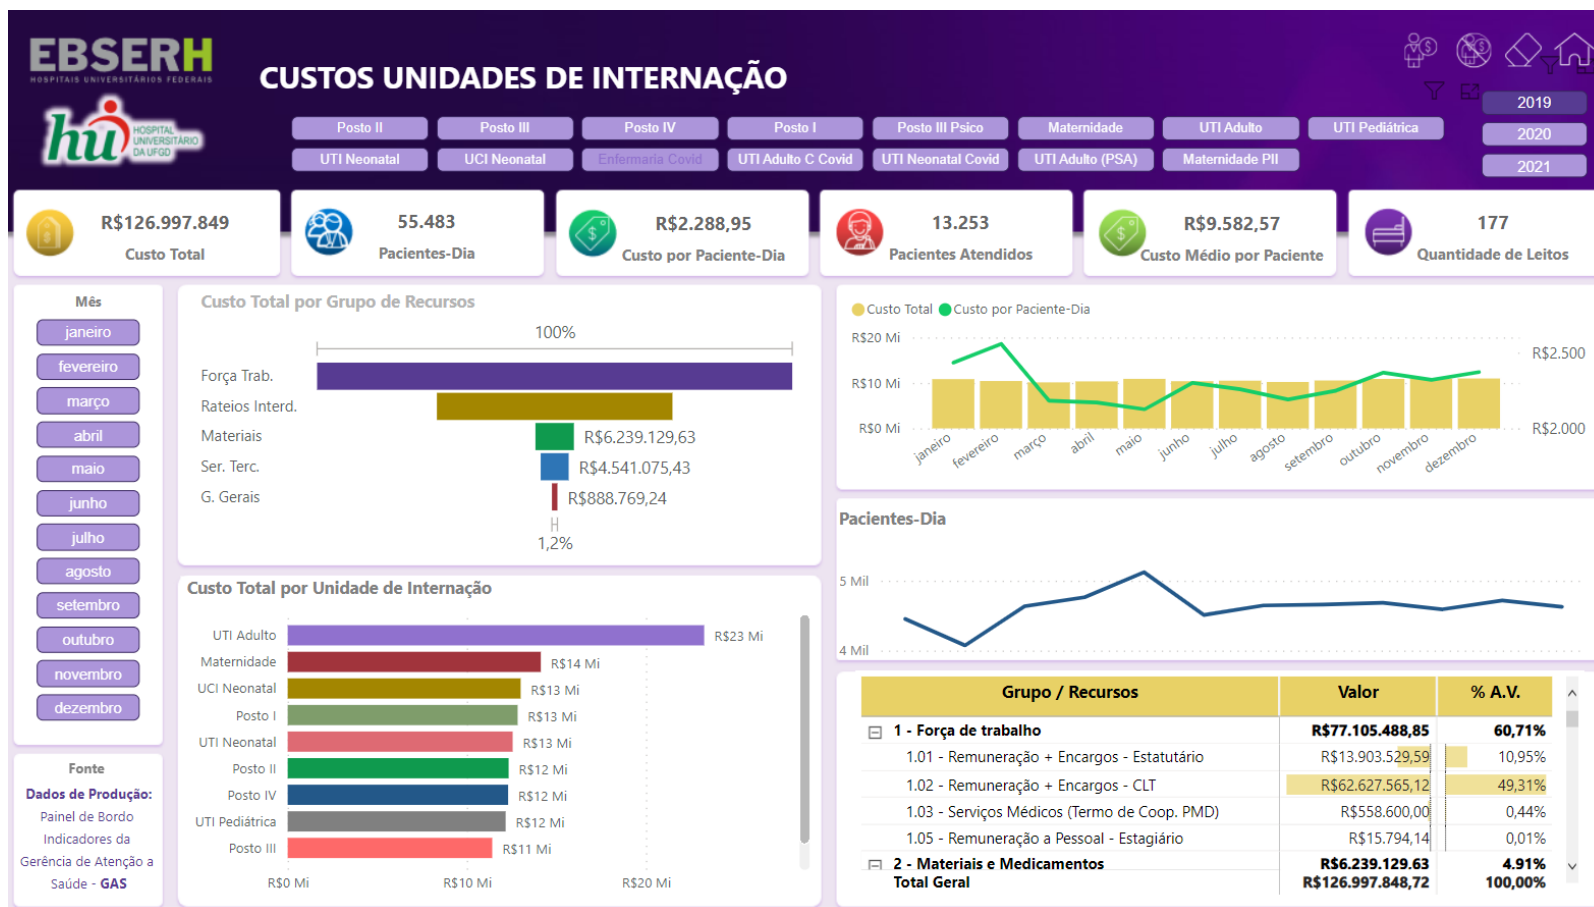 EBSERH
HOSPITAIS UNIVERSITÁRIOS FEDERAIS
hu HOSPITAL UNIVERSITÁRIO DA UFGD
CUSTOS UNIDADES DE INTERNAÇÃO
2019
2020
2021
Posto II Posto III Posto IV Posto I Posto III Psico Maternidade UTI Adulto UTI Pediátrica
UTI Neonatal UCI Neonatal Enfermaria Covid UTI Adulto C Covid UTI Neonatal Covid UTI Adulto (PSA) Maternidade PII
R$126.997.849
Custo Total
55.483
Pacientes-Dia
R$2.288,95
Custo por Paciente-Dia
13.253
Pacientes Atendidos
R$9.582,57
Custo Médio por Paciente
177
Quantidade de Leitos
Mês
janeiro
fevereiro
março
abril
maio
junho
julho
agosto
setembro
outubro
novembro
dezembro
Fonte
Dados de Produção:
Painel de Bordo
Indicadores da
Gerência de Atenção a
Saúde - GAS
Custo Total por Grupo de Recursos
100%
Força Trab.
Rateios Interd.
Materiais R$6.239.129,63
Ser. Terc. R$4.541.075,43
G. Gerais R$888.769,24
1,2%
Custo Total por Unidade de Internação
UTI Adulto R$23 Mi
Maternidade R$14 Mi
UCI Neonatal R$13 Mi
Posto I R$13 Mi
UTI Neonatal R$13 Mi
Posto II R$12 Mi
Posto IV R$12 Mi
UTI Pediátrica R$12 Mi
Posto III R$11 Mi
R$0 Mi R$10 Mi R$20 Mi
Custo Total Custo por Paciente-Dia
R$20 Mi
R$2.500
R$10 Mi
R$0 Mi
R$2.000
janeiro fevereiro março abril maio junho julho agosto setembro outubro novembro dezembro
Pacientes-Dia
5 Mil
4 Mil
Grupo / Recursos Valor % A.V.
1 - Força de trabalho R$77.105.488,85 60,71%
1.01 - Remuneração + Encargos - Estatutário R$13.903.529,59 10,95%
1.02 - Remuneração + Encargos - CLT R$62.627.565,12 49,31%
1.03 - Serviços Médicos (Termo de Coop. PMD) R$558.600,00 0,44%
1.05 - Remuneração a Pessoal - Estagiário R$15.794,14 0,01%
2 - Materiais e Medicamentos R$6.239.129,63 4,91%
Total Geral R$126.997.848,72 100,00%